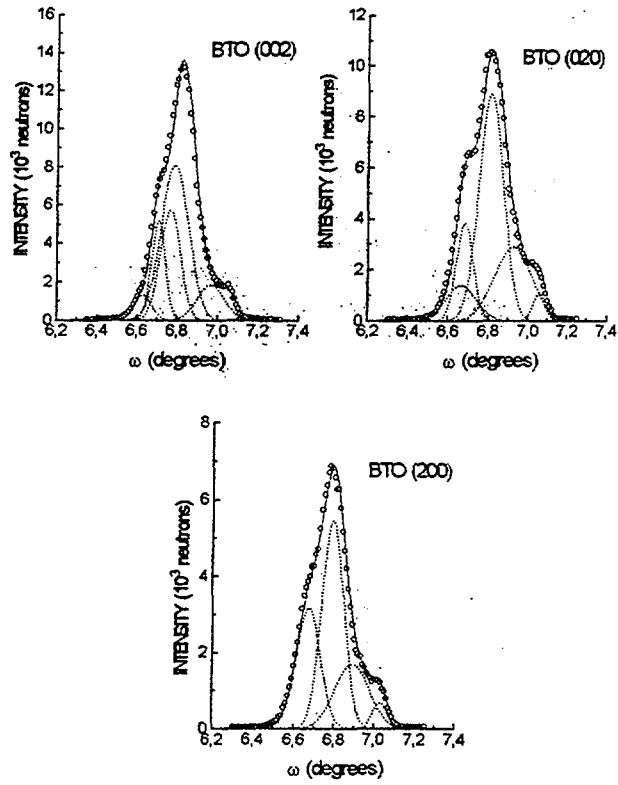 16
14
12
10
8
6
4
2
0
INTENSITY (10³ neutrons)
BTO (002)
6,2 6,4 6,6 6,8 7,0 7,2 7,4
ω (degrees)
12
10
8
6
4
2
0
INTENSITY (10³ neutrons)
BTO (020)
6,2 6,4 6,6 6,8 7,0 7,2 7,4
ω (degrees)
8
6
4
2
0
INTENSITY (10³ neutrons)
BTO (200)
6,2 6,4 6,6 6,8 7,0 7,2 7,4
ω (degrees)